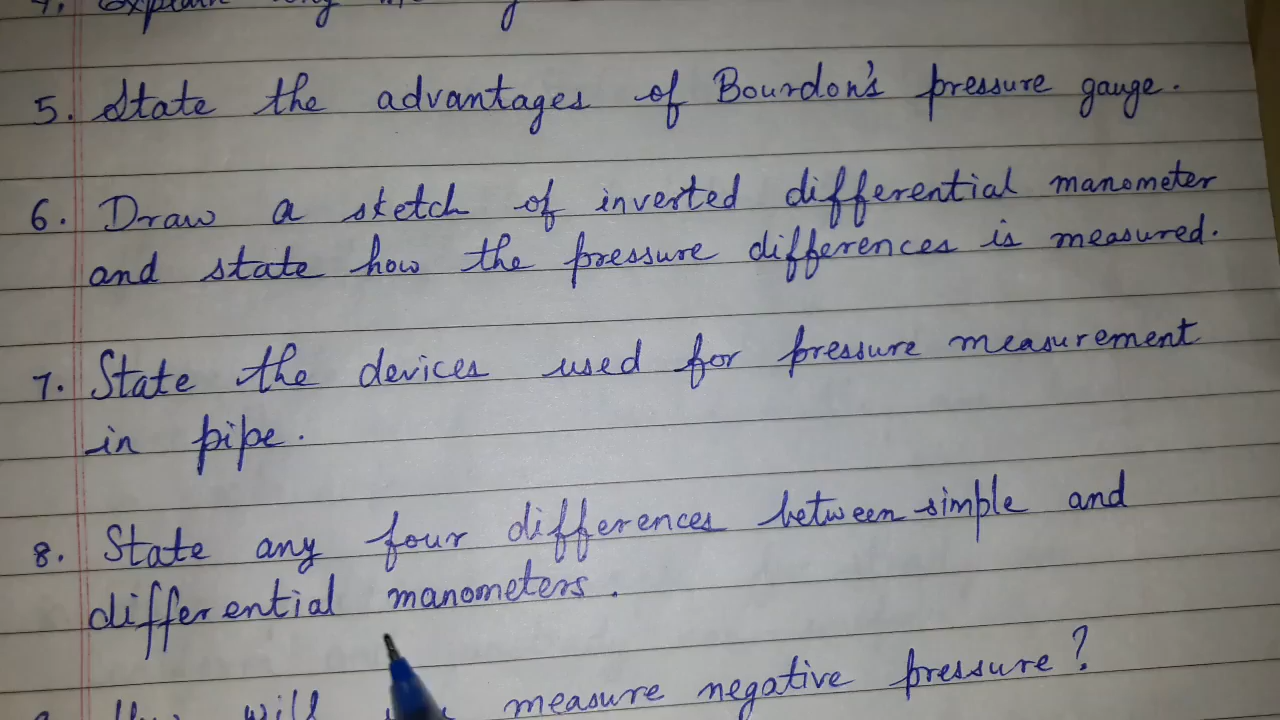 5. State the advantages of Bourdon's pressure gauge.
6. Draw a sketch of inverted differential manometer
and state how the pressure differences is measured.
7. State the devices used for pressure measurement
in pipe.
8. State any four differences between simple and
differential manometers.
will measure negative pressure?